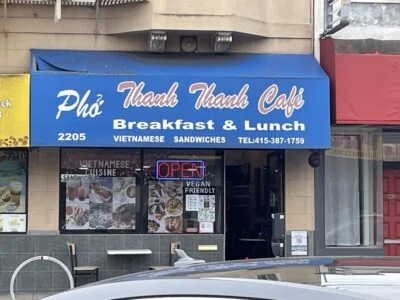 Phở Thanh Thanh Café
Breakfast & Lunch
2205
VIETNAMESE SANDWICHES TEL:415-387-1759
VIETNAMESE
CUISINE
OPEN
VEGAN
FRIENDLY